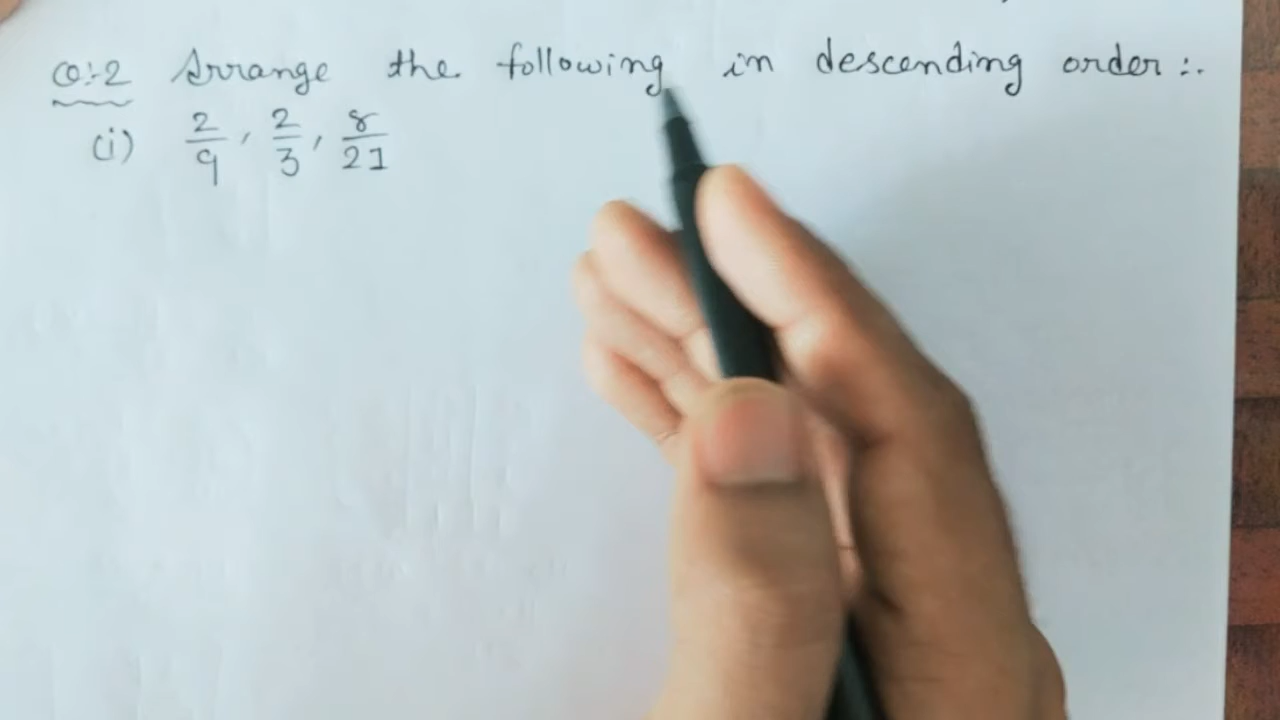 Q:-2 Arrange the following in descending order :-
(i) 2/9, 2/3, 8/21